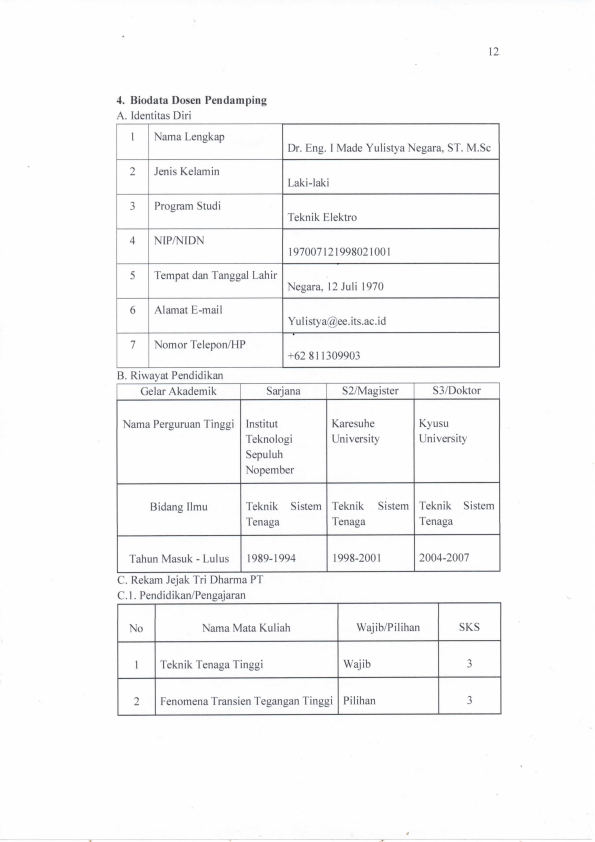 12
4. Biodata Dosen Pendamping
A. Identitas Diri
1 Nama Lengkap
Dr. Eng. I Made Yulistya Negara, ST. M.Sc
2 Jenis Kelamin
Laki-laki
3 Program Studi
Teknik Elektro
4 NIP/NIDN
197007121998021001
5 Tempat dan Tanggal Lahir
Negara, 12 Juli 1970
6 Alamat E-mail
Yulistya@ee.its.ac.id
7 Nomor Telepon/HP
+62 811309903
B. Riwayat Pendidikan
Gelar Akademik Sarjana S2/Magister S3/Doktor
Nama Perguruan Tinggi Institut Karesuhe Kyusu
Teknologi University University
Sepuluh
Nopember
Bidang Ilmu Teknik Sistem Teknik Sistem Teknik Sistem
Tenaga Tenaga Tenaga
Tahun Masuk - Lulus 1989-1994 1998-2001 2004-2007
C. Rekam Jejak Tri Dharma PT
C.1. Pendidikan/Pengajaran
No Nama Mata Kuliah Wajib/Pilihan SKS
1 Teknik Tenaga Tinggi Wajib 3
2 Fenomena Transien Tegangan Tinggi Pilihan 3